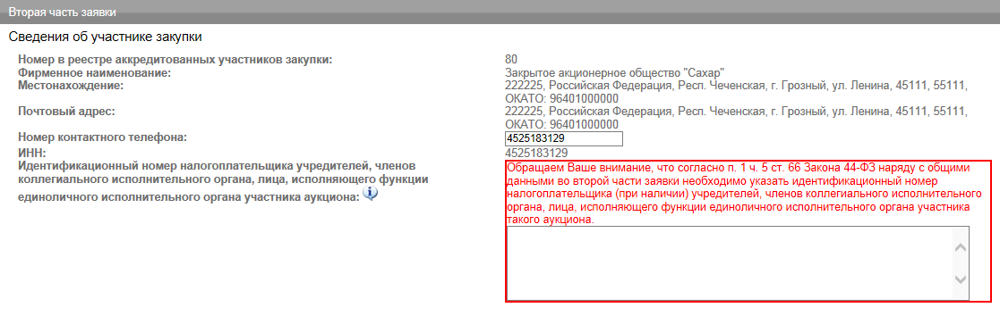 Вторая часть заявки
Сведения об участнике закупки
Номер в реестре аккредитованных участников закупки: 80
Фирменное наименование: Закрытое акционерное общество "Сахар"
Местонахождение: 222225, Российская Федерация, Респ. Чеченская, г. Грозный, ул. Ленина, 45111, 55111,
ОКАТО: 96401000000
Почтовый адрес: 222225, Российская Федерация, Респ. Чеченская, г. Грозный, ул. Ленина, 45111, 55111,
ОКАТО: 96401000000
Номер контактного телефона: 4525183129
ИНН: 4525183129
Идентификационный номер налогоплательщика учредителей, членов
коллегиального исполнительного органа, лица, исполняющего функции
единоличного исполнительного органа участника аукциона:
Обращаем Ваше внимание, что согласно п. 1 ч. 5 ст. 66 Закона 44-ФЗ наряду с общими
данными во второй части заявки необходимо указать идентификационный номер
налогоплательщика (при наличии) учредителей, членов коллегиального исполнительного
органа, лица, исполняющего функции единоличного исполнительного органа участника
такого аукциона.